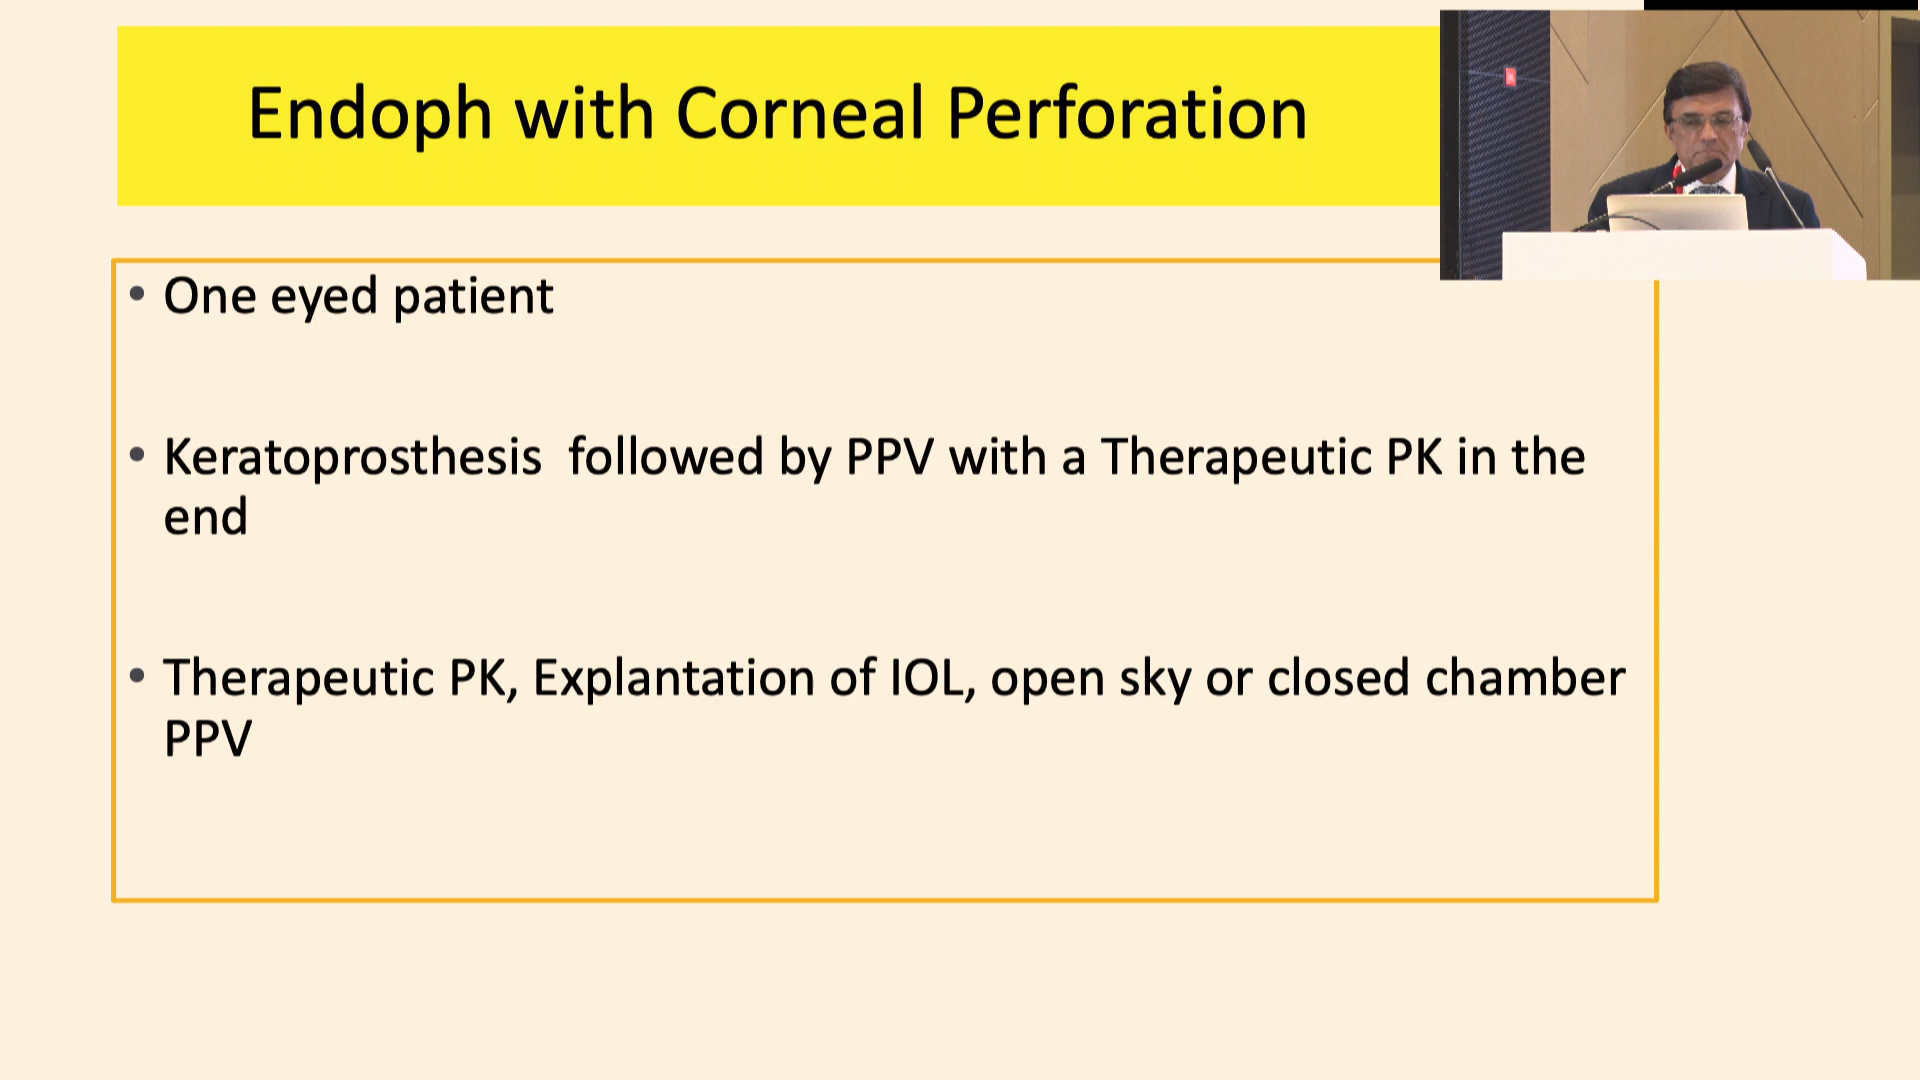 Endoph with Corneal Perforation
• One eyed patient
• Keratoprosthesis  followed by PPV with a Therapeutic PK in the
end
• Therapeutic PK, Explantation of IOL, open sky or closed chamber
PPV